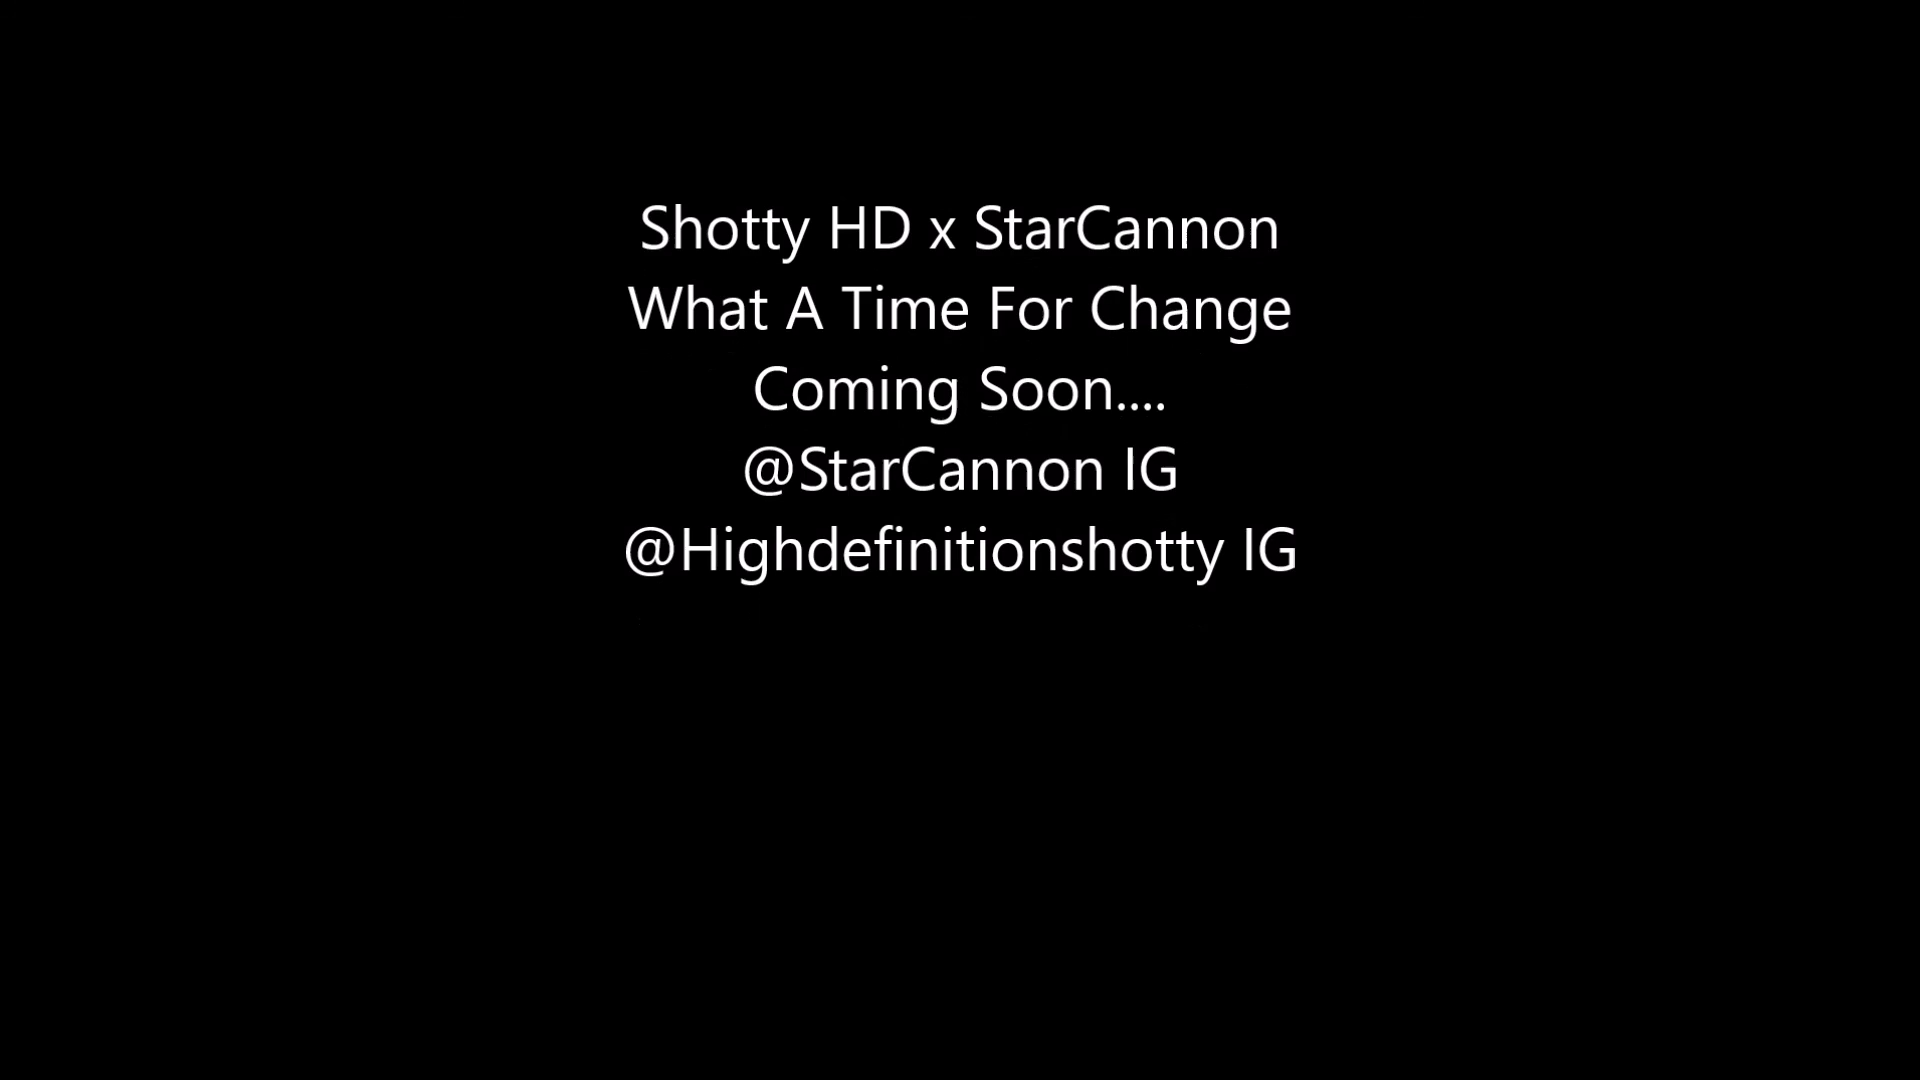 Shotty HD x StarCannon
What A Time For Change
Coming Soon....
@StarCannon IG
@Highdefinitionshotty IG